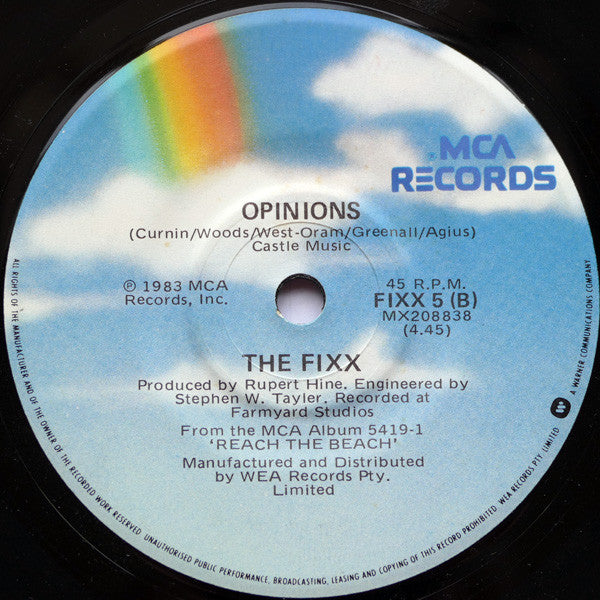 MCA
RECORDS
OPINIONS
(Curnin/Woods/West-Oram/Greenall/Agius)
Castle Music
℗ 1983 MCA
Records, Inc.
45 R.P.M.
FIXX 5 (B)
MX208838
(4.45)
THE FIXX
Produced by Rupert Hine. Engineered by
Stephen W. Tayler. Recorded at
Farmyard Studios
From the MCA Album 5419-1
'REACH THE BEACH'
Manufactured and Distributed
by WEA Records Pty.
Limited
ALL RIGHTS OF THE MANUFACTURER AND OF THE OWNER OF THE RECORDED WORK RESERVED. UNAUTHORISED PUBLIC PERFORMANCE, BROADCASTING, LEASING AND COPYING OF THIS RECORD PROHIBITED. WEA RECORDS PTY. LIMITED
A WARNER COMMUNICATIONS COMPANY.